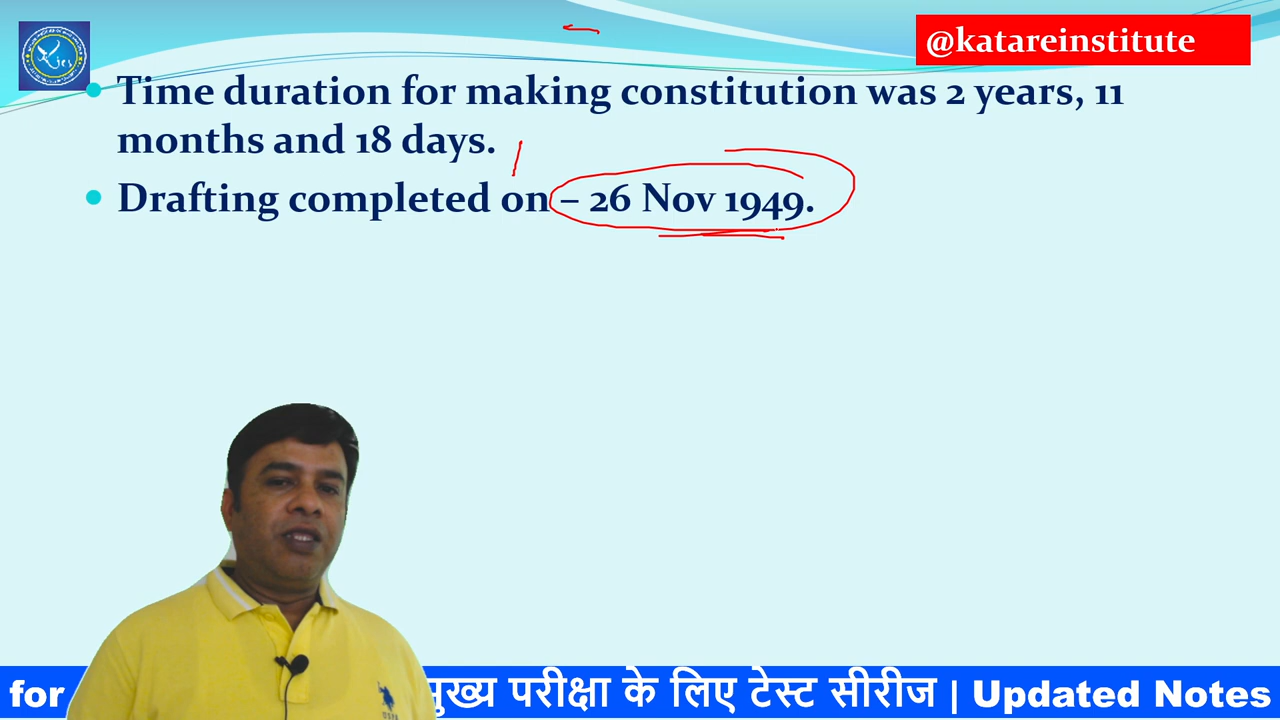 @katareinstitute
Time duration for making constitution was 2 years, 11
months and 18 days.
Drafting completed on – 26 Nov 1949.
for मुख्य परीक्षा के लिए टेस्ट सीरीज | Updated Notes